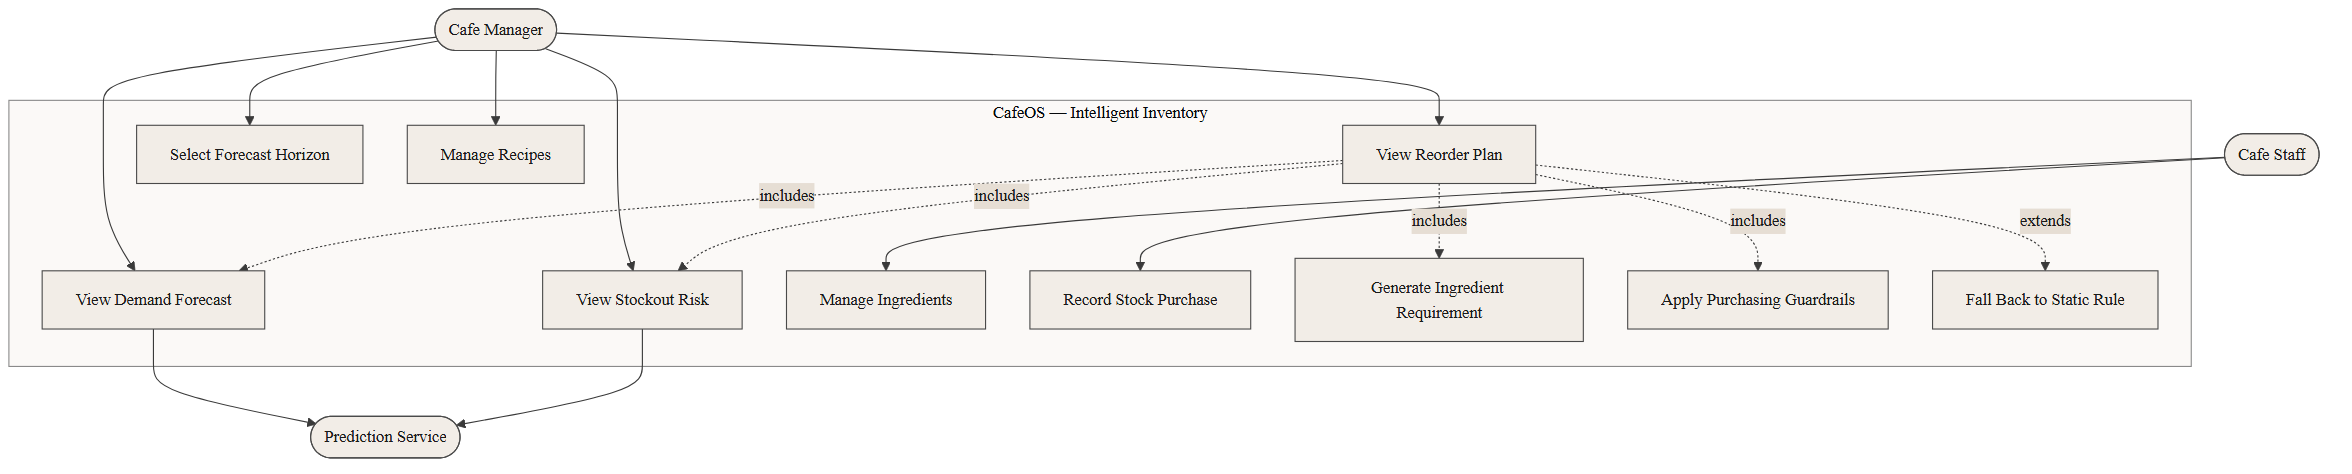 Cafe Manager
CafeOS — Intelligent Inventory
Select Forecast Horizon
Manage Recipes
View Reorder Plan
Cafe Staff
includes
includes
includes
includes
extends
View Demand Forecast
View Stockout Risk
Manage Ingredients
Record Stock Purchase
Generate Ingredient
Requirement
Apply Purchasing Guardrails
Fall Back to Static Rule
Prediction Service